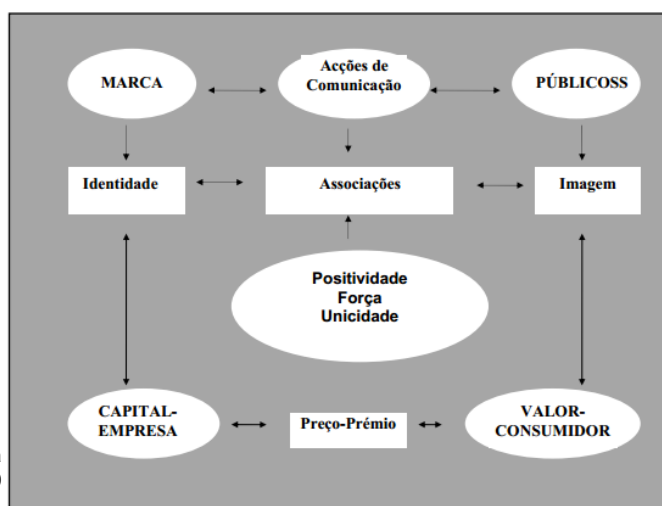 MARCA
Acções de
Comunicação
PÚBLICOSS
Identidade
Associações
Imagem
Positividade
Força
Unicidade
CAPITAL-
EMPRESA
Preço-Prémio
VALOR-
CONSUMIDOR